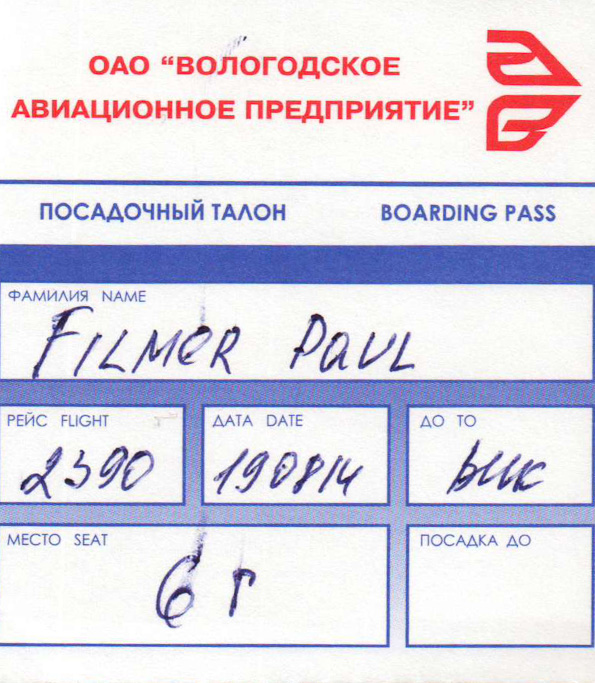 ОАО "ВОЛОГОДСКОЕ
АВИАЦИОННОЕ ПРЕДПРИЯТИЕ"
ПОСАДОЧНЫЙ ТАЛОН BOARDING PASS
ФАМИЛИЯ NAME
FILMER PAUL
РЕЙС FLIGHT ДАТА DATE ДО TO
2390 190814 ВЦК
МЕСТО SEAT ПОСАДКА ДО
6 г